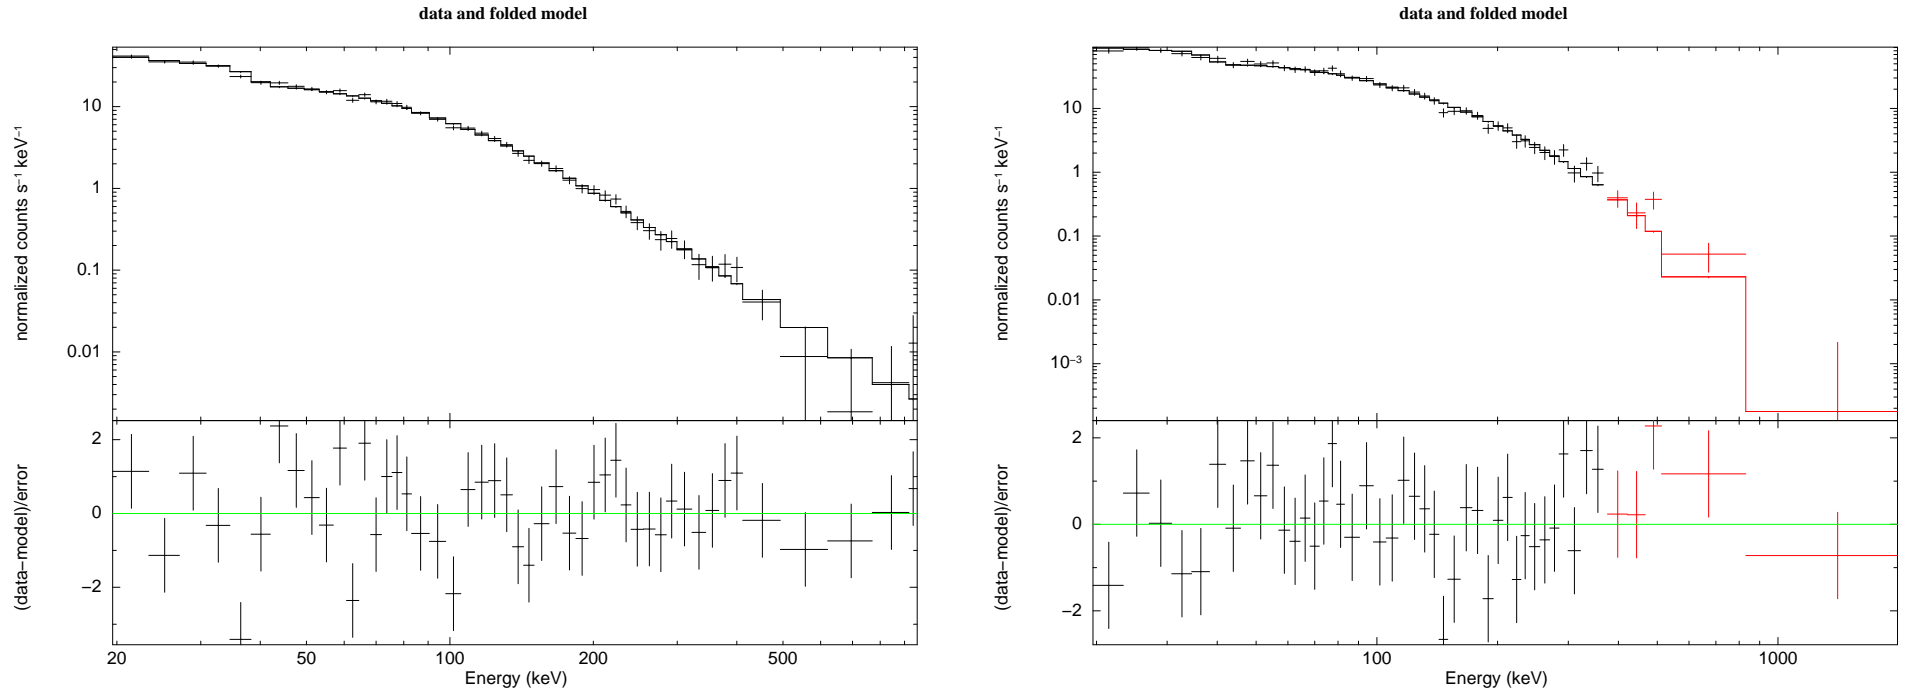 data and folded model
normalized counts s⁻¹ keV⁻¹
10
1
0.1
0.01
(data−model)/error
2
0
−2
20
50
100
200
500
Energy (keV)
data and folded model
normalized counts s⁻¹ keV⁻¹
10
1
0.1
0.01
10⁻³
(data−model)/error
2
0
−2
100
1000
Energy (keV)